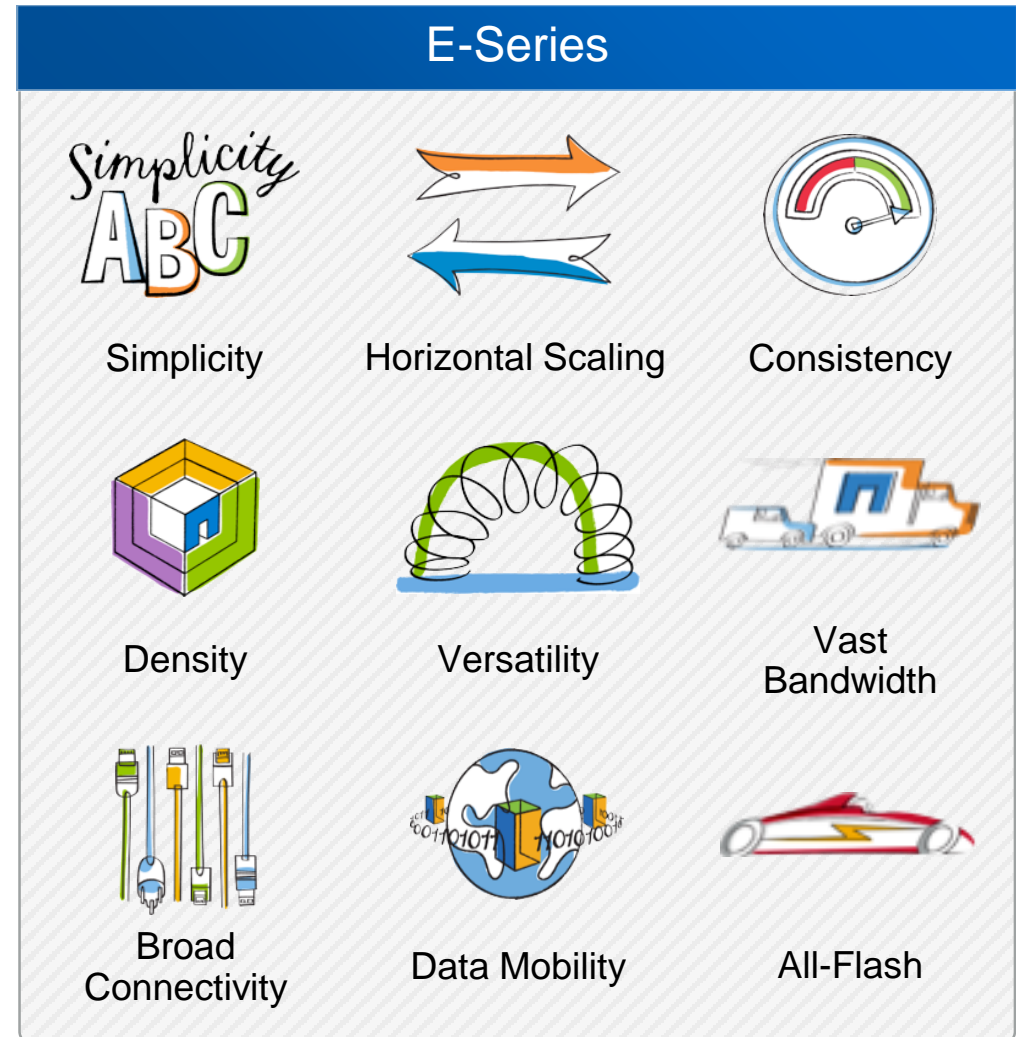 E-Series
Simplicity
ABC
Simplicity
Horizontal Scaling
Consistency
Density
Versatility
Vast
Bandwidth
Broad
Connectivity
Data Mobility
All-Flash